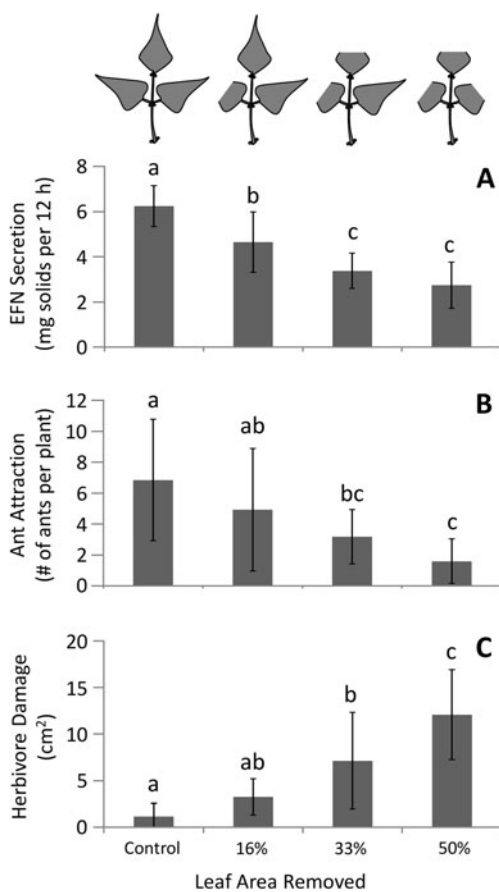 A
EFN Secretion
(mg solids per 12 h)
8
6
4
2
0
a
b
c
c
B
Ant Attraction
(# of ants per plant)
12
10
8
6
4
2
0
a
ab
bc
c
C
Herbivore Damage
(cm²)
20
15
10
5
0
a
ab
b
c
Control 16% 33% 50%
Leaf Area Removed